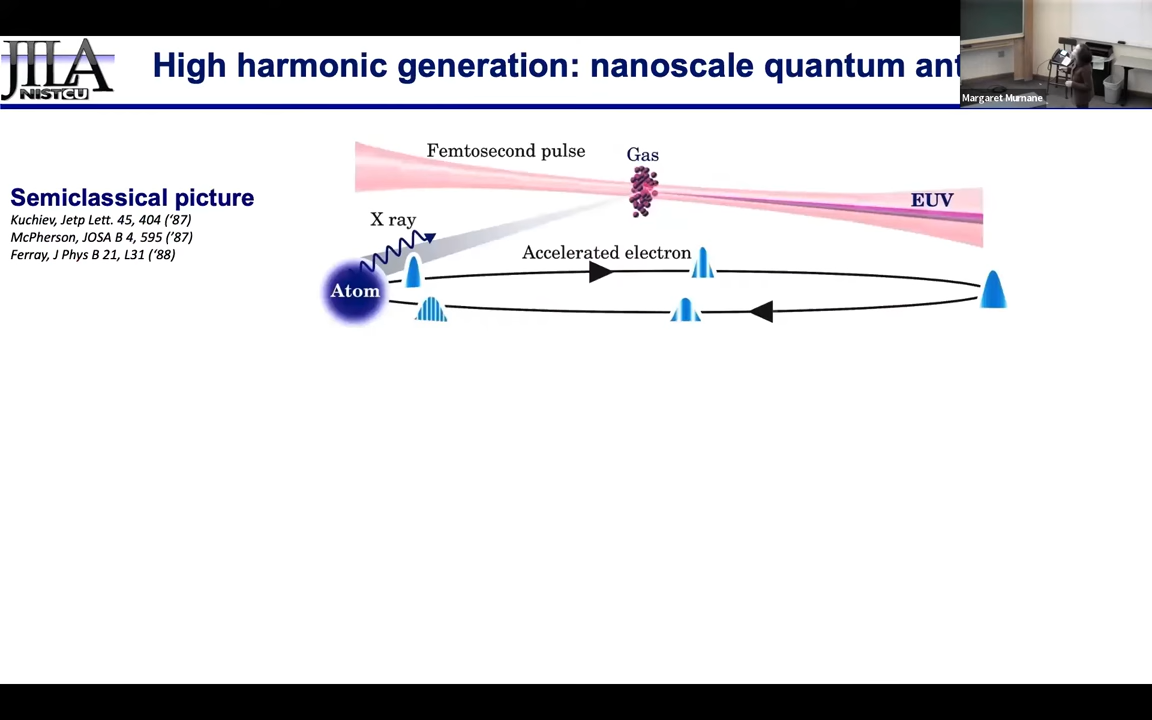 JILA
NIST CU
High harmonic generation: nanoscale quantum ant
Margaret Murnane
Femtosecond pulse
Gas
Semiclassical picture
Kuchiev, Jetp Lett. 45, 404 ('87)
McPherson, JOSA B 4, 595 ('87)
Ferray, J Phys B 21, L31 ('88)
EUV
X ray
Accelerated electron
Atom